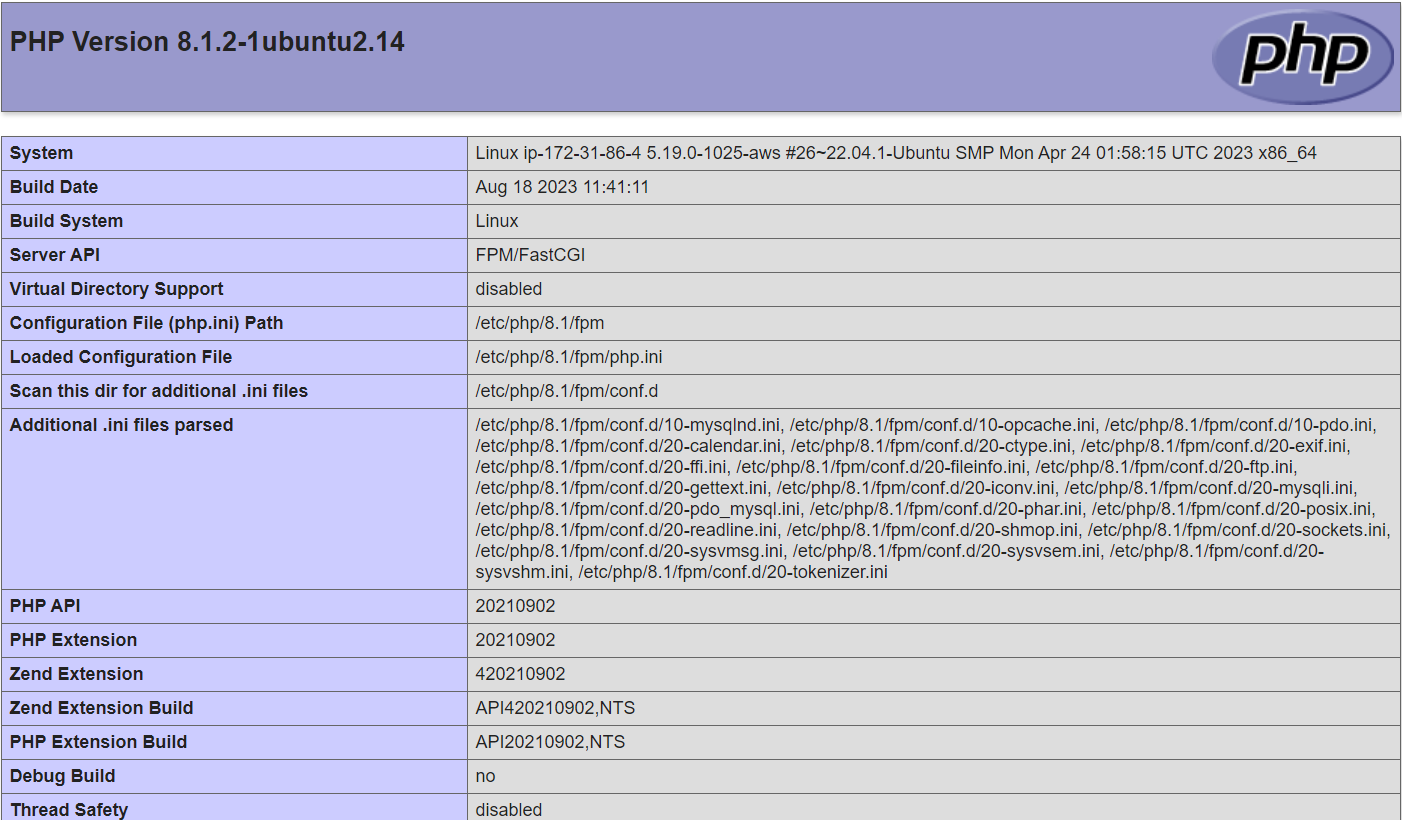 PHP Version 8.1.2-1ubuntu2.14
php
System Linux ip-172-31-86-4 5.19.0-1025-aws #26~22.04.1-Ubuntu SMP Mon Apr 24 01:58:15 UTC 2023 x86_64
Build Date Aug 18 2023 11:41:11
Build System Linux
Server API FPM/FastCGI
Virtual Directory Support disabled
Configuration File (php.ini) Path /etc/php/8.1/fpm
Loaded Configuration File /etc/php/8.1/fpm/php.ini
Scan this dir for additional .ini files /etc/php/8.1/fpm/conf.d
Additional .ini files parsed /etc/php/8.1/fpm/conf.d/10-mysqlnd.ini, /etc/php/8.1/fpm/conf.d/10-opcache.ini, /etc/php/8.1/fpm/conf.d/10-pdo.ini,
/etc/php/8.1/fpm/conf.d/20-calendar.ini, /etc/php/8.1/fpm/conf.d/20-ctype.ini, /etc/php/8.1/fpm/conf.d/20-exif.ini,
/etc/php/8.1/fpm/conf.d/20-ffi.ini, /etc/php/8.1/fpm/conf.d/20-fileinfo.ini, /etc/php/8.1/fpm/conf.d/20-ftp.ini,
/etc/php/8.1/fpm/conf.d/20-gettext.ini, /etc/php/8.1/fpm/conf.d/20-iconv.ini, /etc/php/8.1/fpm/conf.d/20-mysqli.ini,
/etc/php/8.1/fpm/conf.d/20-pdo_mysql.ini, /etc/php/8.1/fpm/conf.d/20-phar.ini, /etc/php/8.1/fpm/conf.d/20-posix.ini,
/etc/php/8.1/fpm/conf.d/20-readline.ini, /etc/php/8.1/fpm/conf.d/20-shmop.ini, /etc/php/8.1/fpm/conf.d/20-sockets.ini,
/etc/php/8.1/fpm/conf.d/20-sysvmsg.ini, /etc/php/8.1/fpm/conf.d/20-sysvsem.ini, /etc/php/8.1/fpm/conf.d/20-
sysvshm.ini, /etc/php/8.1/fpm/conf.d/20-tokenizer.ini
PHP API 20210902
PHP Extension 20210902
Zend Extension 420210902
Zend Extension Build API420210902,NTS
PHP Extension Build API20210902,NTS
Debug Build no
Thread Safety disabled